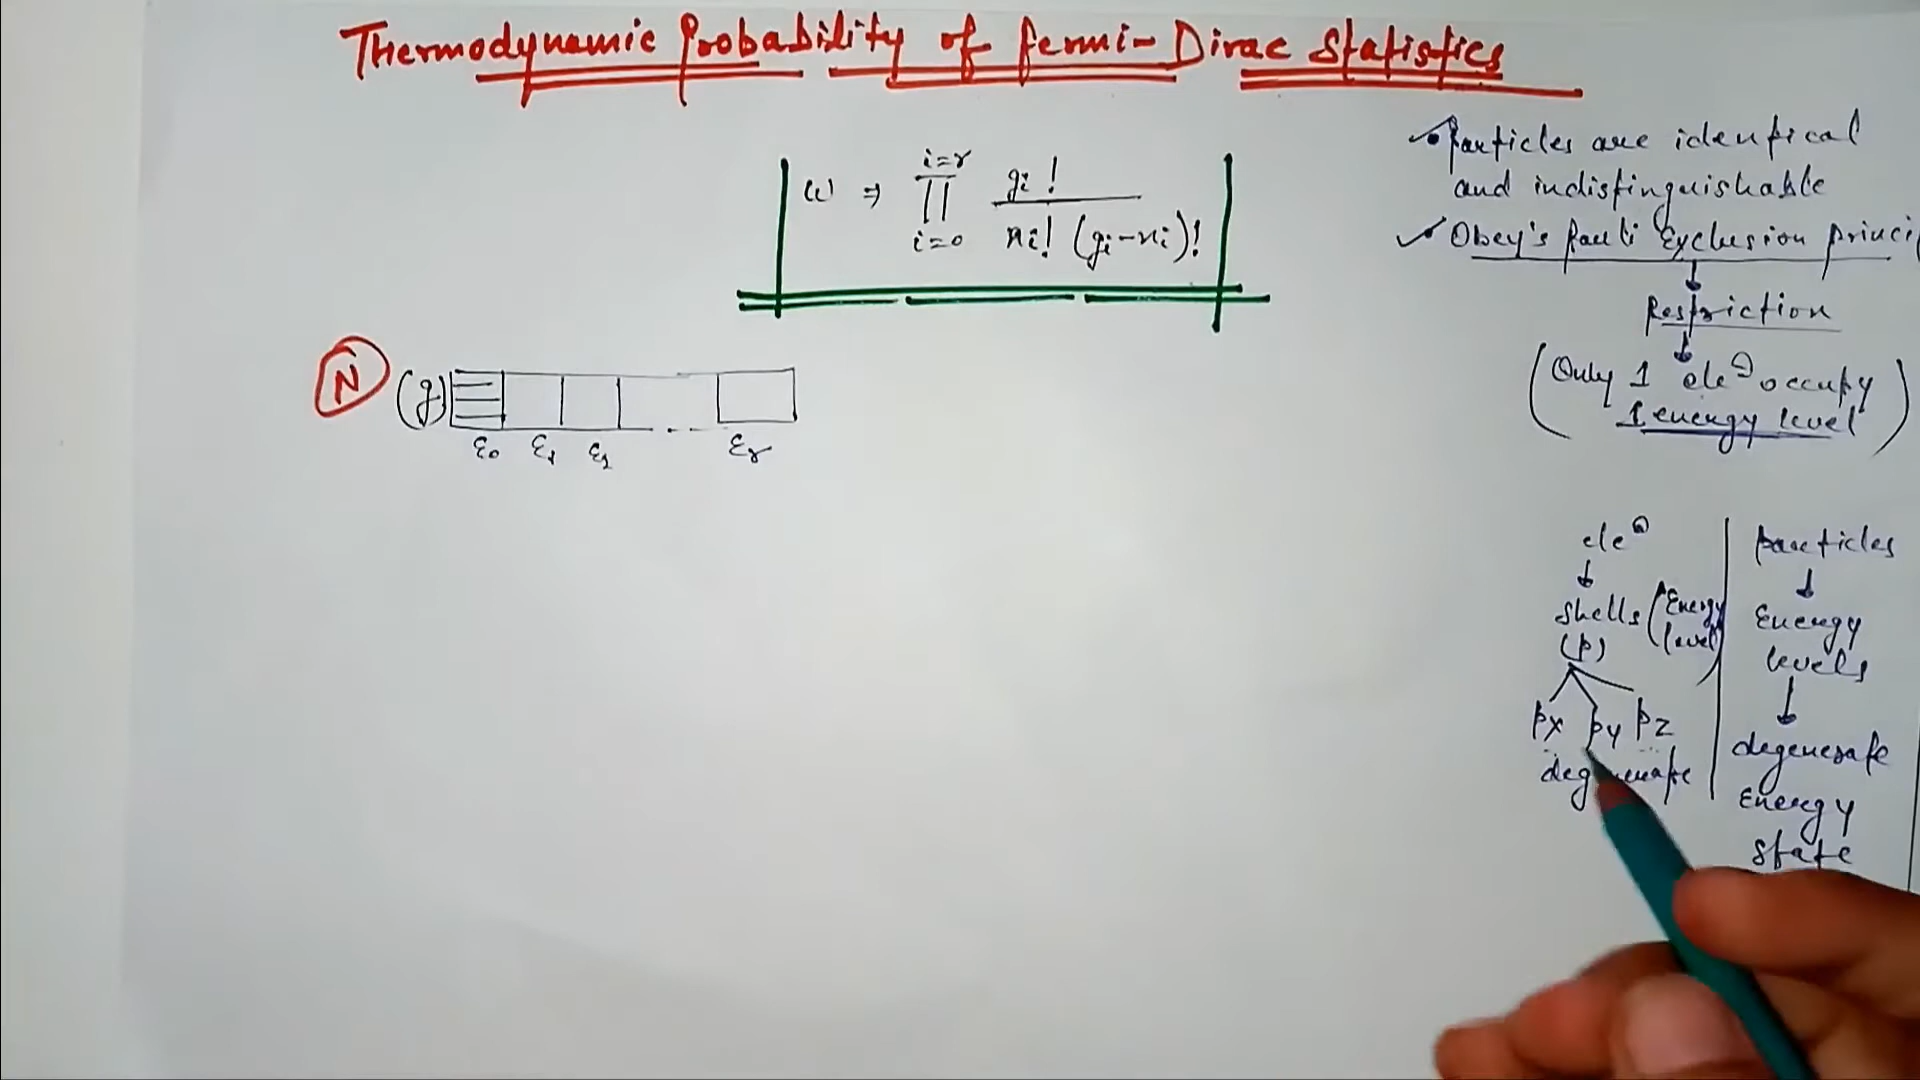 Thermodynamic Probability of fermi-Dirac Statistics
• Particles are identical
and indistinguishable
• Obey's Pauli Exclusion princi
Restriction
(Only 1 eleⁿ occupy
1 energy level)
ω ⇒ ∏ i=r i=0 gi! / ni! (gi-ni)!
N (g)
ε0 ε1 ε2 ... εr
eleⁿ
shells (Energy
level)
(p)
px py pz
degenerate
particles
Energy
levels
degenerate
Energy
state